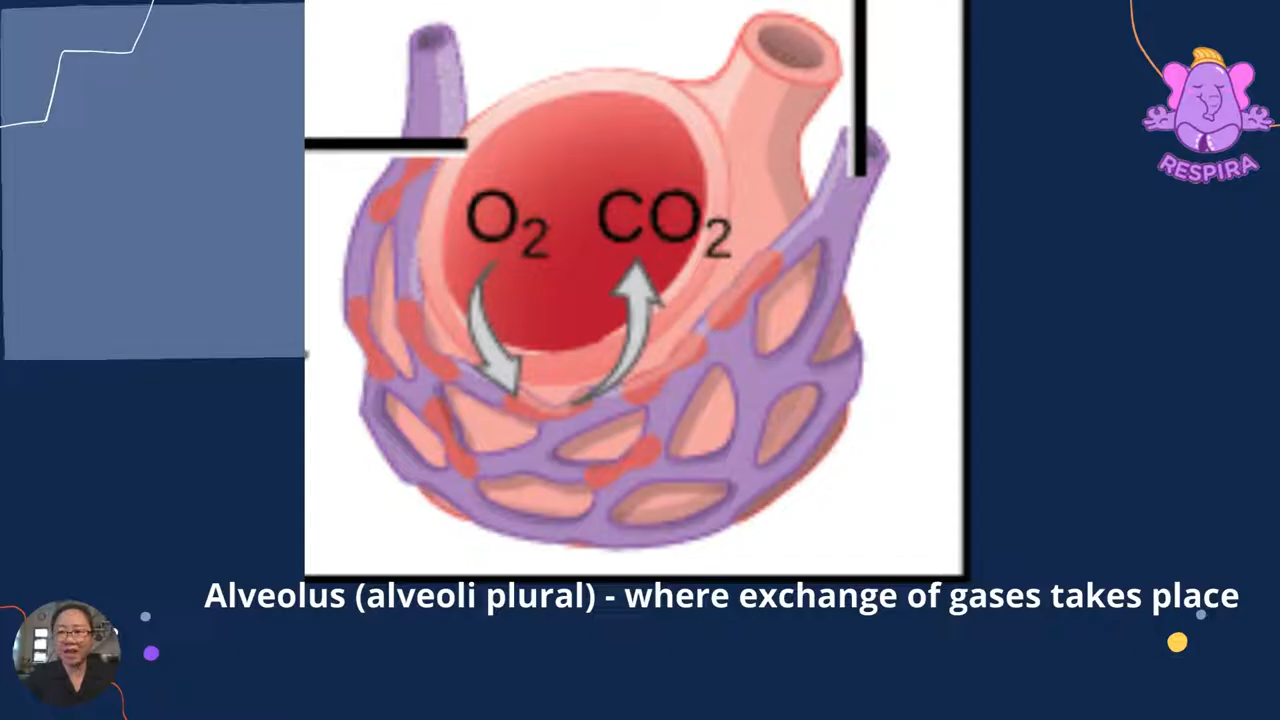 O2 CO2
RESPIRA
Alveolus (alveoli plural) - where exchange of gases takes place